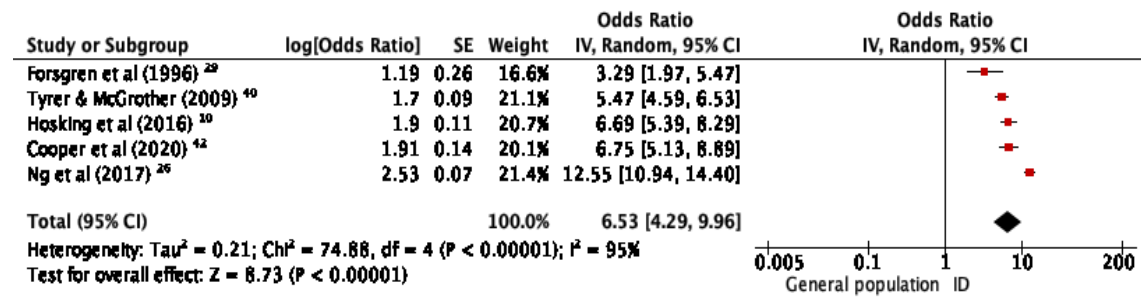 Odds Ratio Odds Ratio
Study or Subgroup log[Odds Ratio] SE Weight IV, Random, 95% CI IV, Random, 95% CI
Forsgren et al (1996) ²⁹ 1.19 0.26 16.6% 3.29 [1.97, 5.47]
Tyrer & McGrother (2009) ⁴⁰ 1.7 0.09 21.1% 5.47 [4.59, 6.53]
Hosking et al (2016) ¹⁰ 1.9 0.11 20.7% 6.69 [5.39, 8.29]
Cooper et al (2020) ⁴² 1.91 0.14 20.1% 6.75 [5.13, 8.89]
Ng et al (2017) ²⁶ 2.53 0.07 21.4% 12.55 [10.94, 14.40]
Total (95% CI) 100.0% 6.53 [4.29, 9.96]
Heterogeneity: Tau² = 0.21; Chi² = 74.88, df = 4 (P < 0.00001); I² = 95%
Test for overall effect: Z = 8.73 (P < 0.00001)
0.005 0.1 1 10 200
General population ID